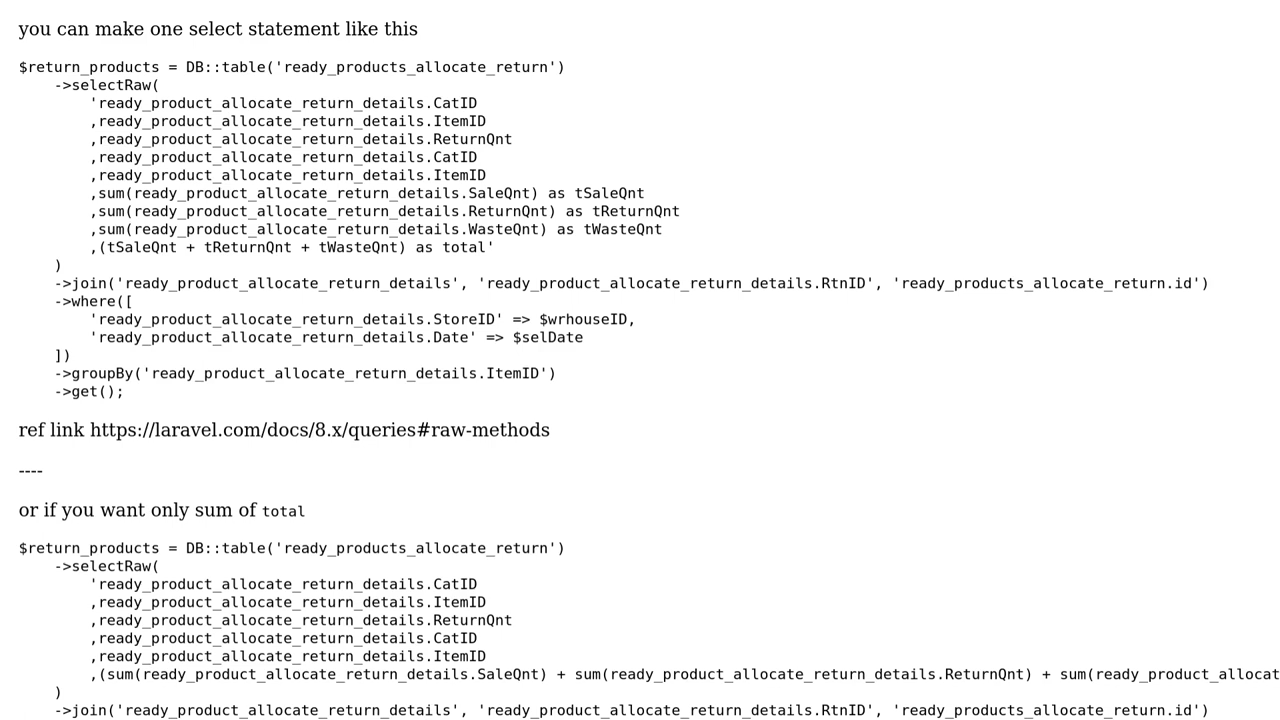 you can make one select statement like this
$return_products = DB::table('ready_products_allocate_return')
->selectRaw(
'ready_product_allocate_return_details.CatID
,ready_product_allocate_return_details.ItemID
,ready_product_allocate_return_details.ReturnQnt
,ready_product_allocate_return_details.CatID
,ready_product_allocate_return_details.ItemID
,sum(ready_product_allocate_return_details.SaleQnt) as tSaleQnt
,sum(ready_product_allocate_return_details.ReturnQnt) as tReturnQnt
,sum(ready_product_allocate_return_details.WasteQnt) as tWasteQnt
,(tSaleQnt + tReturnQnt + tWasteQnt) as total'
)
->join('ready_product_allocate_return_details', 'ready_product_allocate_return_details.RtnID', 'ready_products_allocate_return.id')
->where([
'ready_product_allocate_return_details.StoreID' => $wrhouseID,
'ready_product_allocate_return_details.Date' => $selDate
])
->groupBy('ready_product_allocate_return_details.ItemID')
->get();
ref link https://laravel.com/docs/8.x/queries#raw-methods
----
or if you want only sum of total
$return_products = DB::table('ready_products_allocate_return')
->selectRaw(
'ready_product_allocate_return_details.CatID
,ready_product_allocate_return_details.ItemID
,ready_product_allocate_return_details.ReturnQnt
,ready_product_allocate_return_details.CatID
,ready_product_allocate_return_details.ItemID
,(sum(ready_product_allocate_return_details.SaleQnt) + sum(ready_product_allocate_return_details.ReturnQnt) + sum(ready_product_allocat
)
->join('ready_product_allocate_return_details', 'ready_product_allocate_return_details.RtnID', 'ready_products_allocate_return.id')